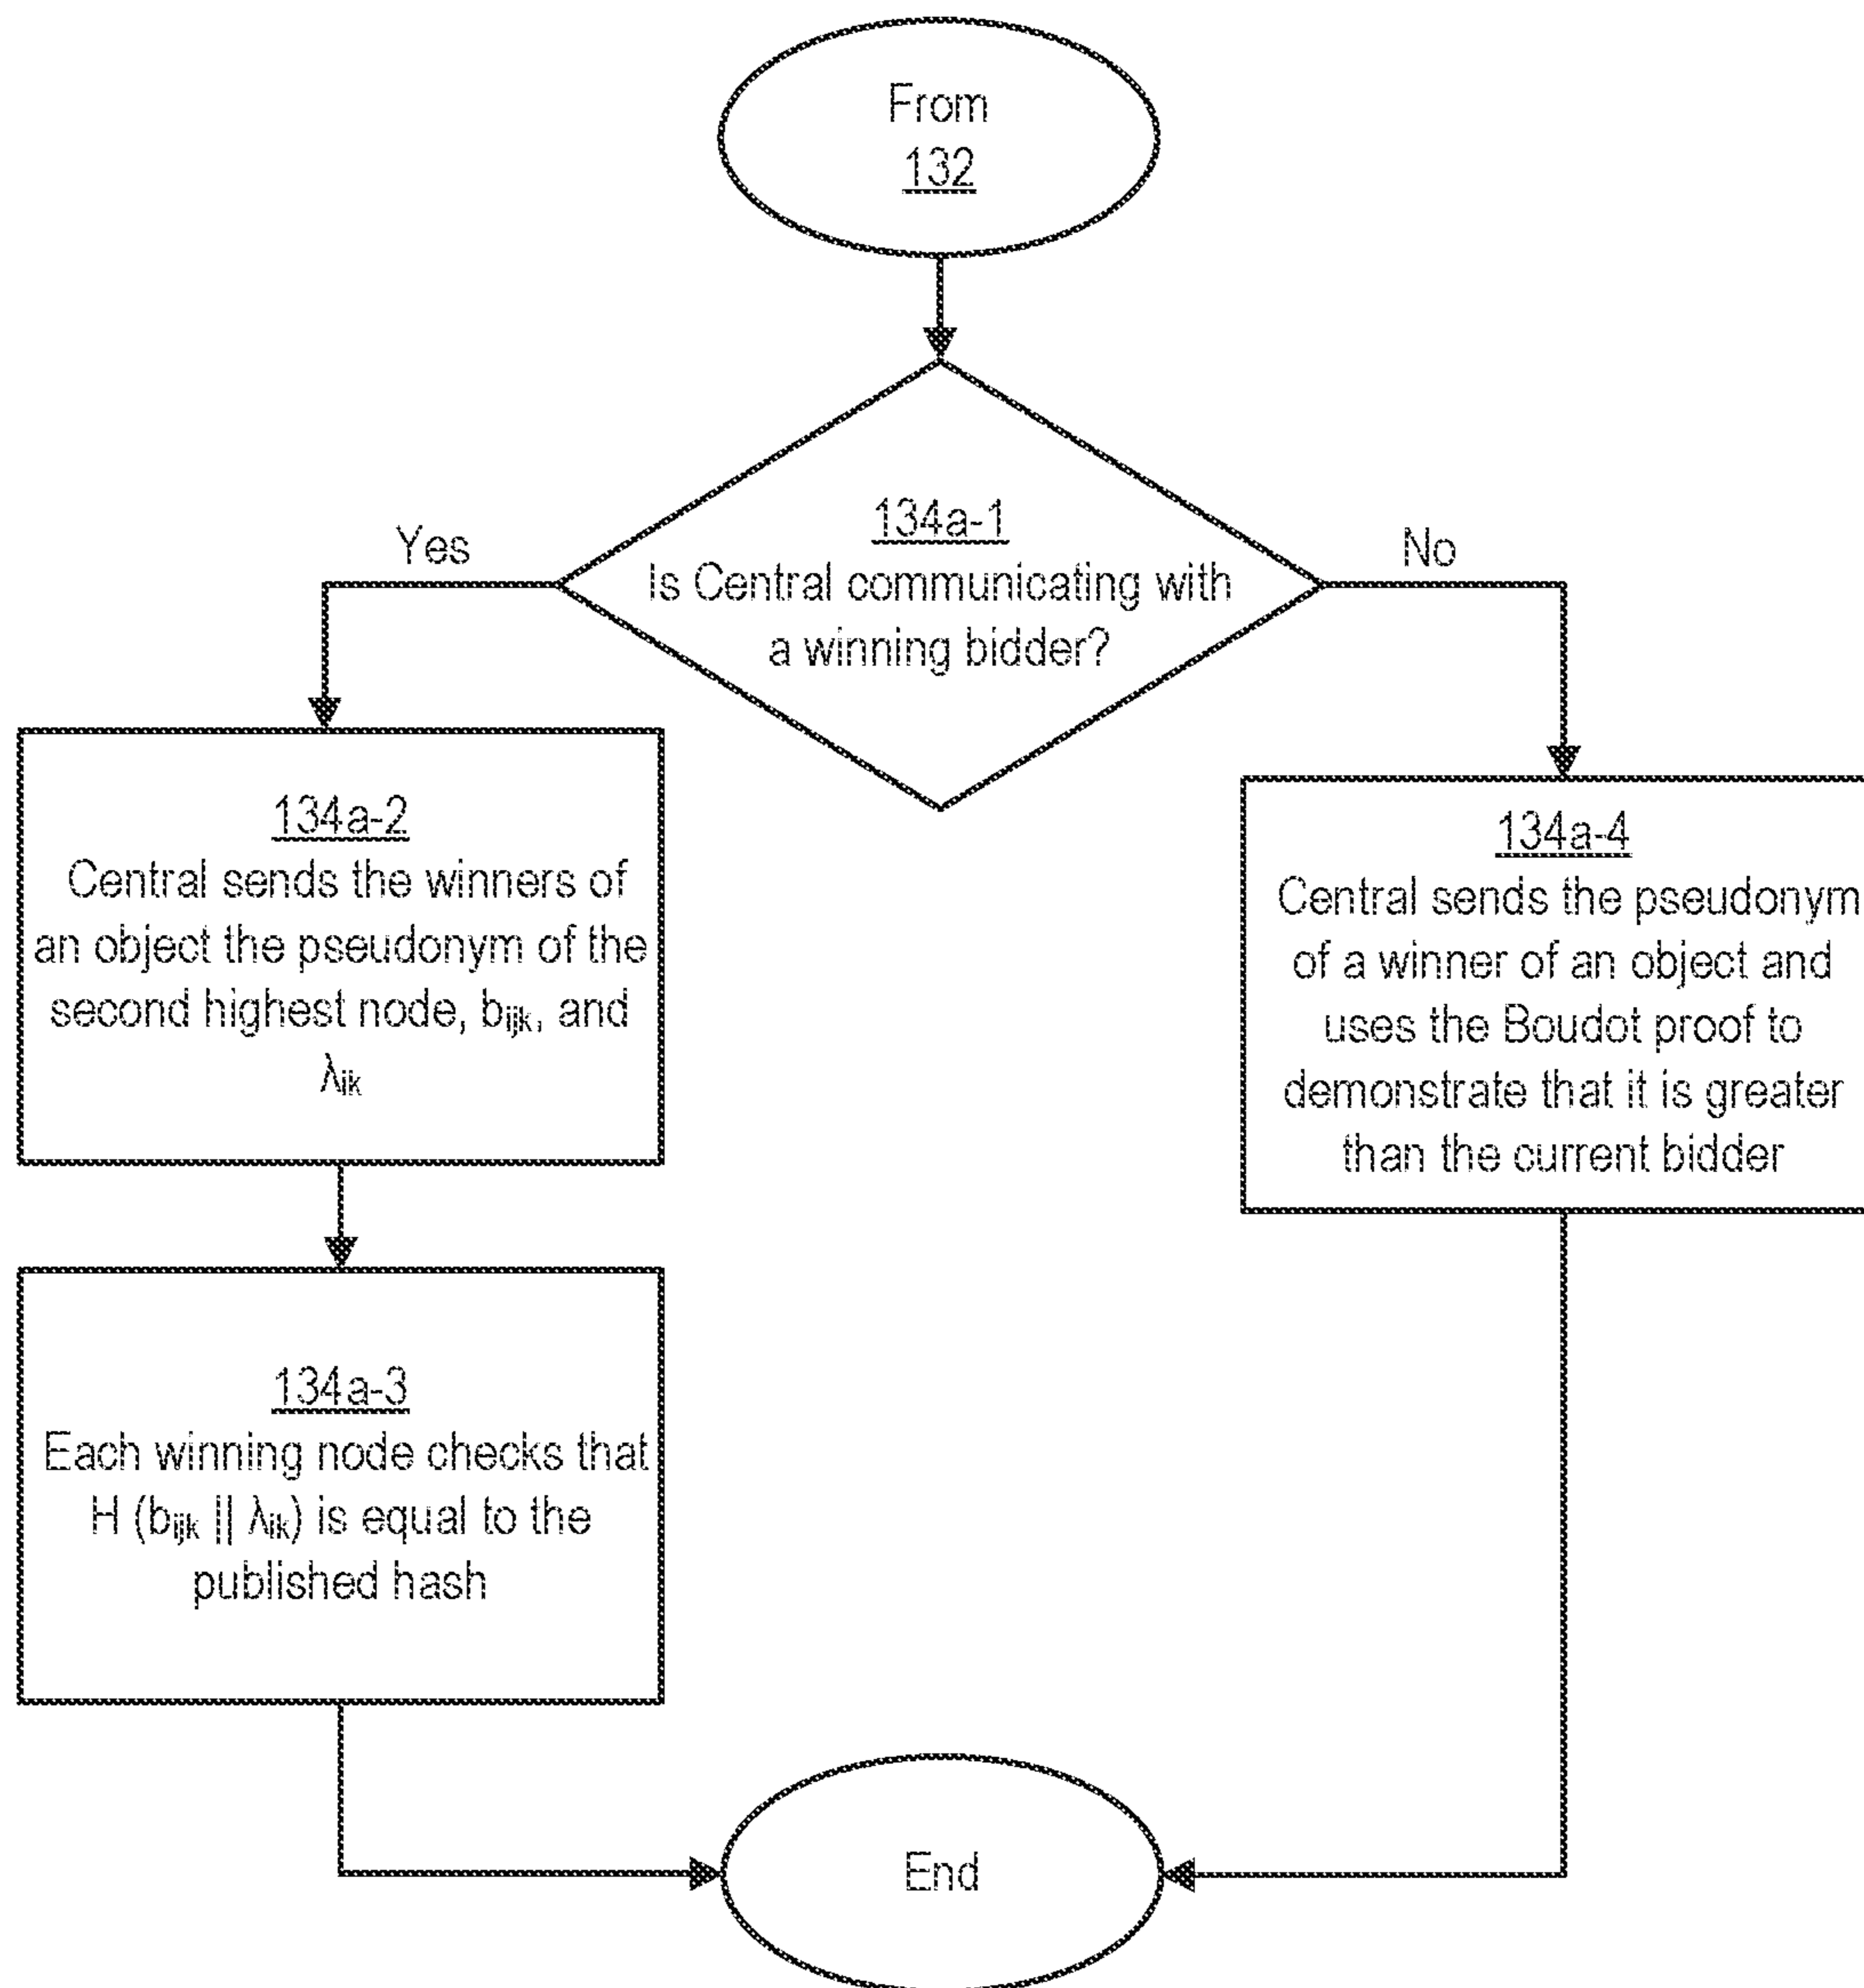 From
132
134a-1
Is Central communicating with
a winning bidder?
Yes
No
134a-2
Central sends the winners of
an object the pseudonym of the
second highest node, bᵢⱼₖ, and
λᵢₖ
134a-3
Each winning node checks that
H (bᵢⱼₖ || λᵢₖ) is equal to the
published hash
134a-4
Central sends the pseudonym
of a winner of an object and
uses the Boudot proof to
demonstrate that it is greater
than the current bidder
End